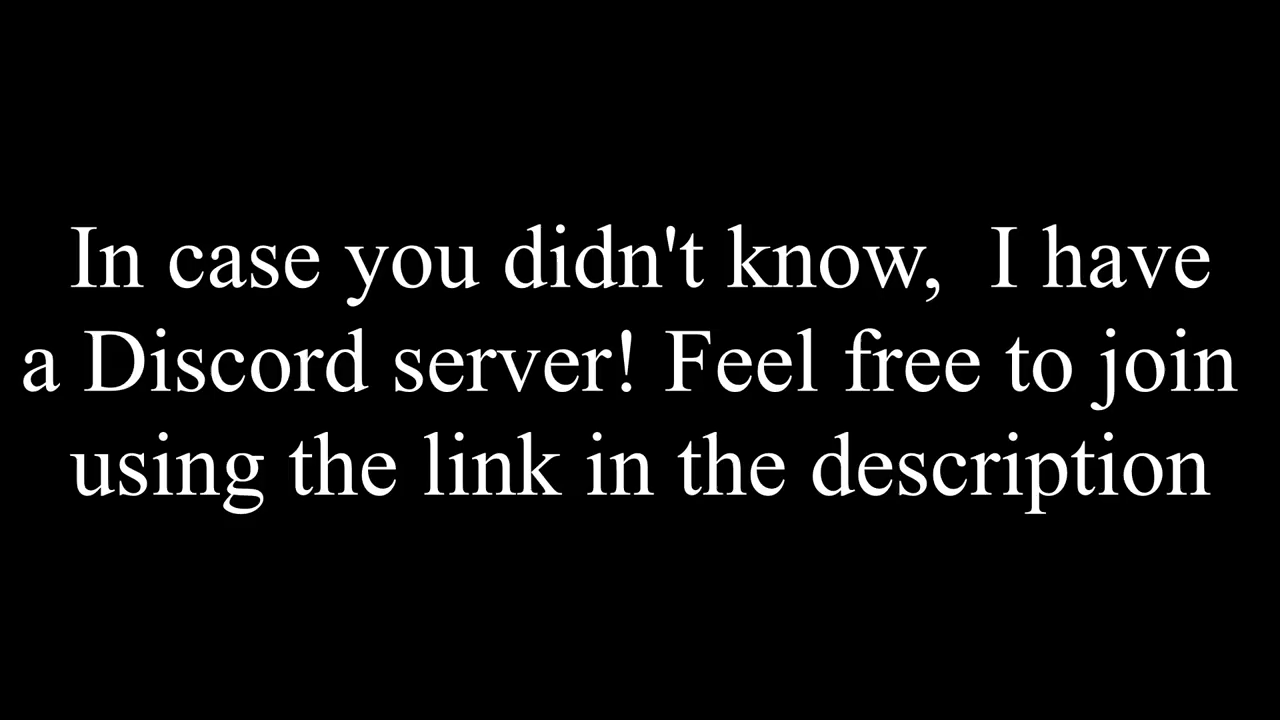 In case you didn't know,  I have
a Discord server! Feel free to join
using the link in the description